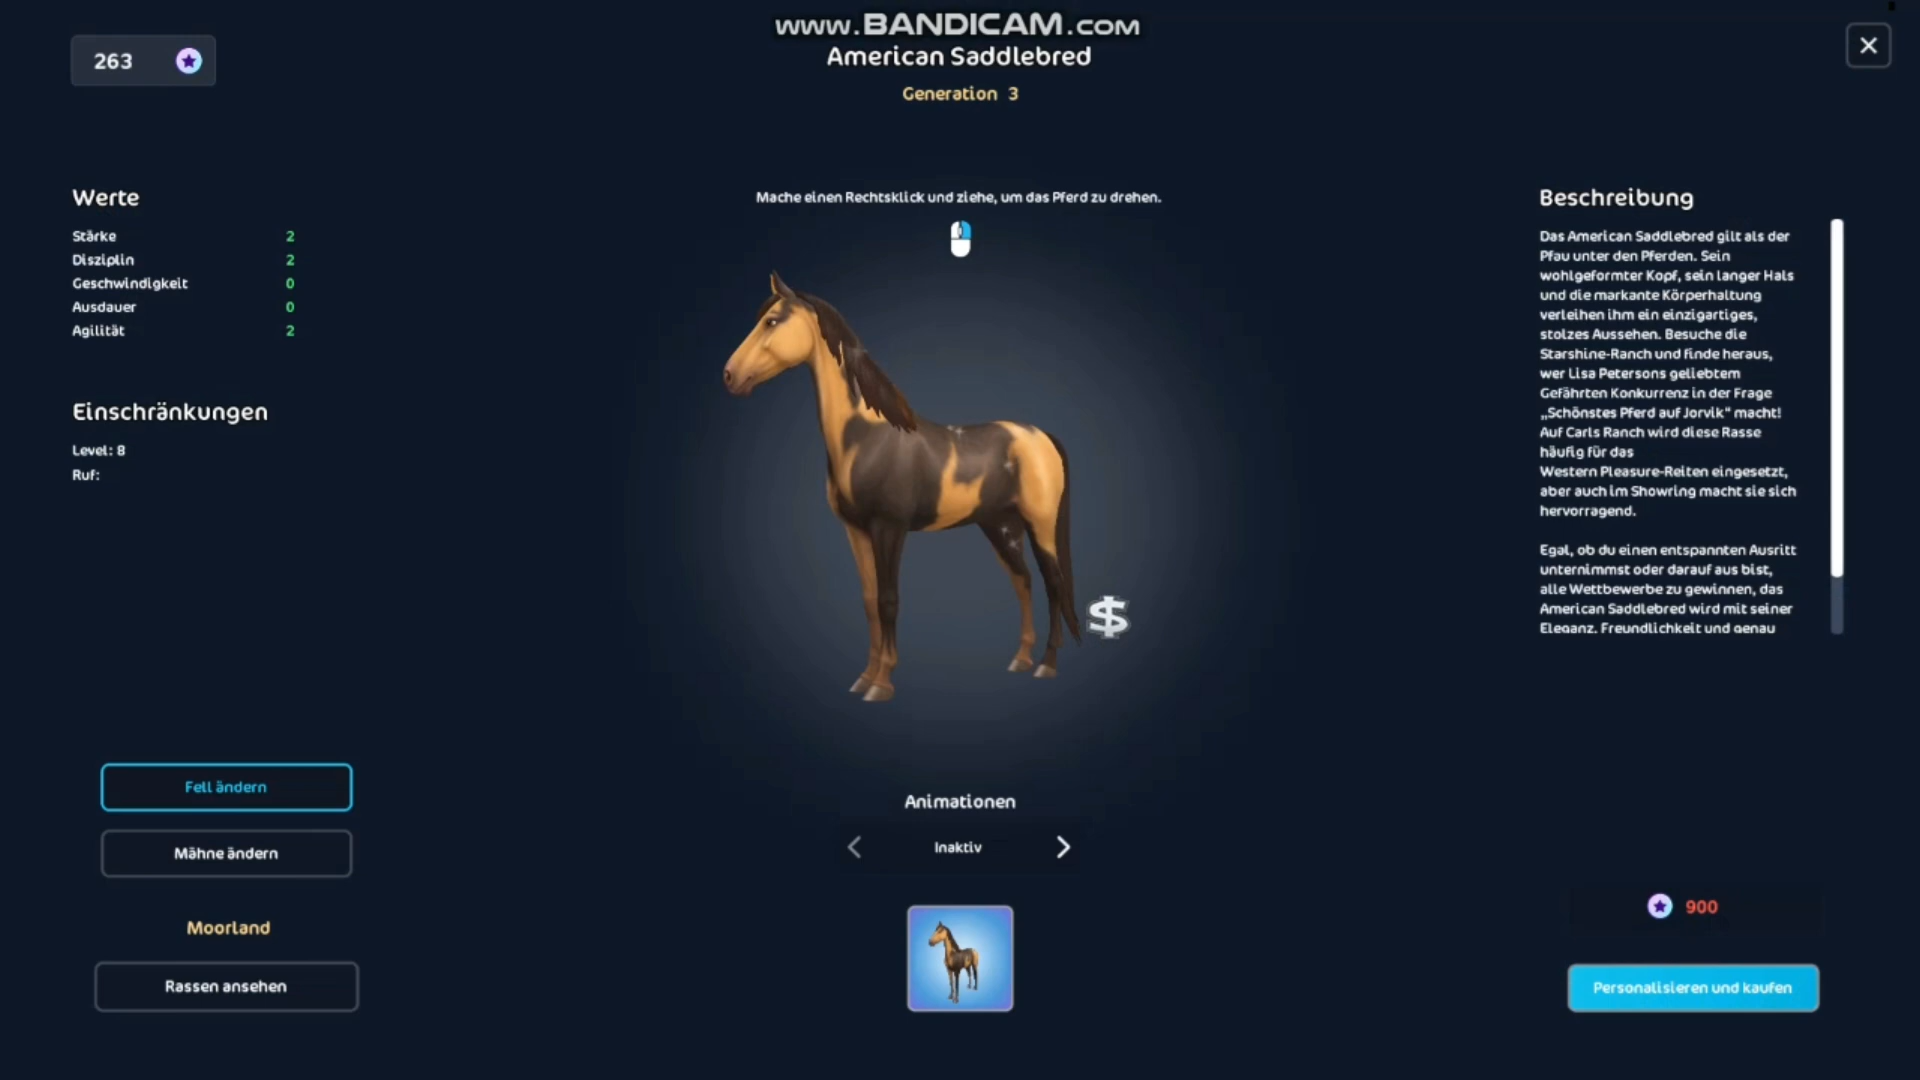 www.BANDICAM.com
263
American Saddlebred
Generation 3
Werte
Stärke 2
Disziplin 2
Geschwindigkeit 0
Ausdauer 0
Agilität 2
Einschränkungen
Level: 8
Ruf:
Mache einen Rechtsklick und ziehe, um das Pferd zu drehen.
$
Beschreibung
Das American Saddlebred gilt als der
Pfau unter den Pferden. Sein
wohlgeformter Kopf, sein langer Hals
und die markante Körperhaltung
verleihen ihm ein einzigartiges,
stolzes Aussehen. Besuche die
Starshine-Ranch und finde heraus,
wer Lisa Petersons geliebtem
Gefährten Konkurrenz in der Frage
„Schönstes Pferd auf Jorvik“ macht!
Auf Carls Ranch wird diese Rasse
häufig für das
Western Pleasure-Reiten eingesetzt,
aber auch im Showring macht sie sich
hervorragend.
Egal, ob du einen entspannten Ausritt
unternimmst oder darauf aus bist,
alle Wettbewerbe zu gewinnen, das
American Saddlebred wird mit seiner
Eleganz, Freundlichkeit und genau
Fell ändern
Mähne ändern
Moorland
Rassen ansehen
Animationen
Inaktiv
900
Personalisieren und kaufen